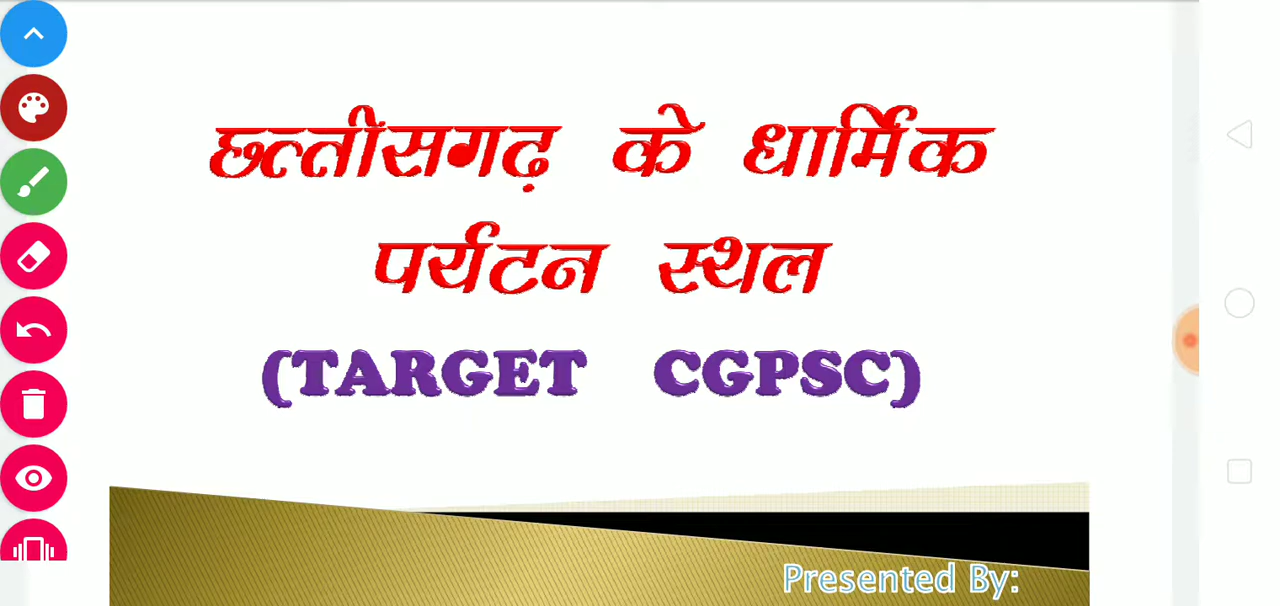 छत्तीसगढ़ के धार्मिक
पर्यटन स्थल
(TARGET CGPSC)
Presented By: